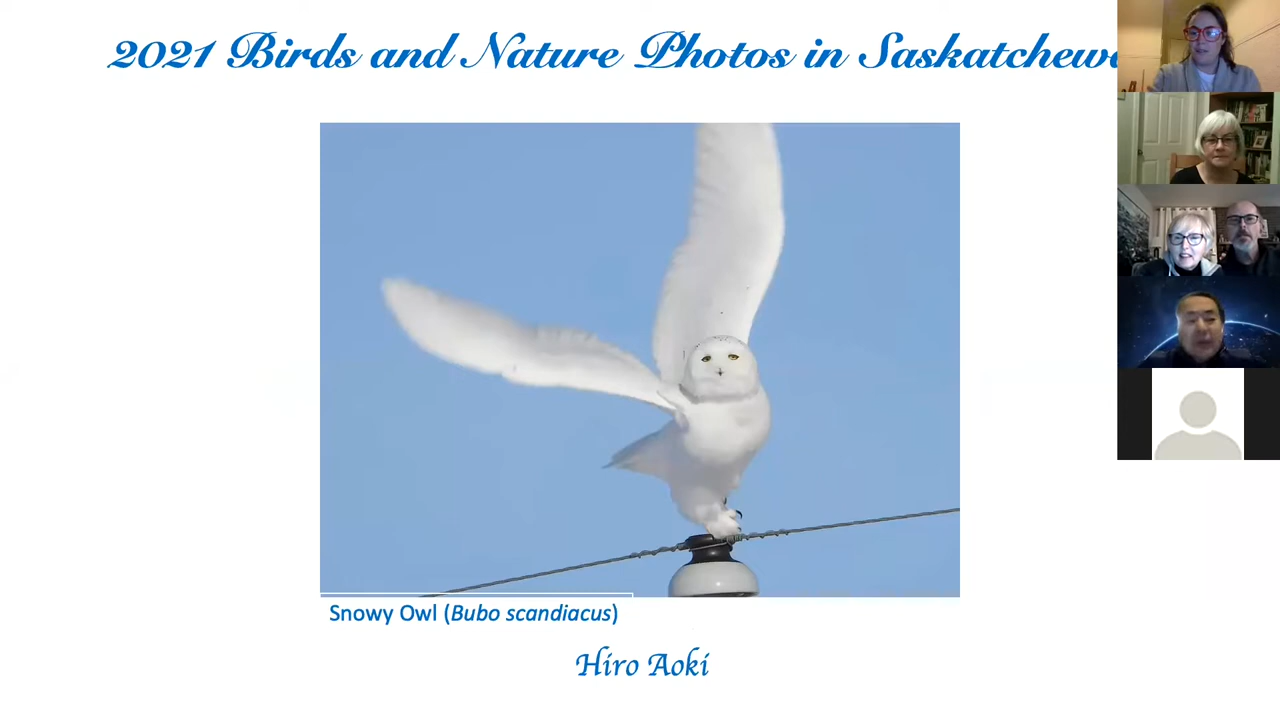 2021 Birds and Nature Photos in Saskatchew
Snowy Owl (Bubo scandiacus)
Hiro Aoki